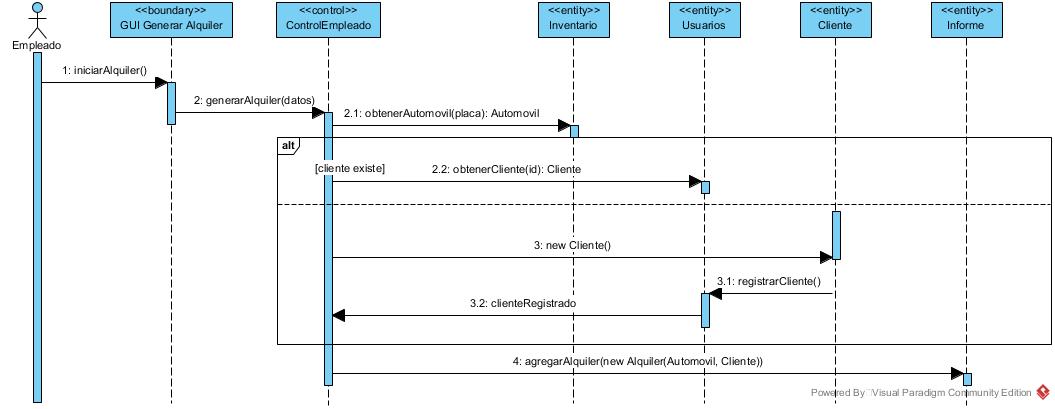 <<boundary>>
GUI Generar Alquiler
<<control>>
ControlEmpleado
<<entity>>
Inventario
<<entity>>
Usuarios
<<entity>>
Cliente
<<entity>>
Informe
Empleado
1: iniciarAlquiler()
2: generarAlquiler(datos)
2.1: obtenerAutomovil(placa): Automovil
alt
[cliente existe]
2.2: obtenerCliente(id): Cliente
3: new Cliente()
3.1: registrarCliente()
3.2: clienteRegistrado
4: agregarAlquiler(new Alquiler(Automovil, Cliente))
Powered By Visual Paradigm Community Edition